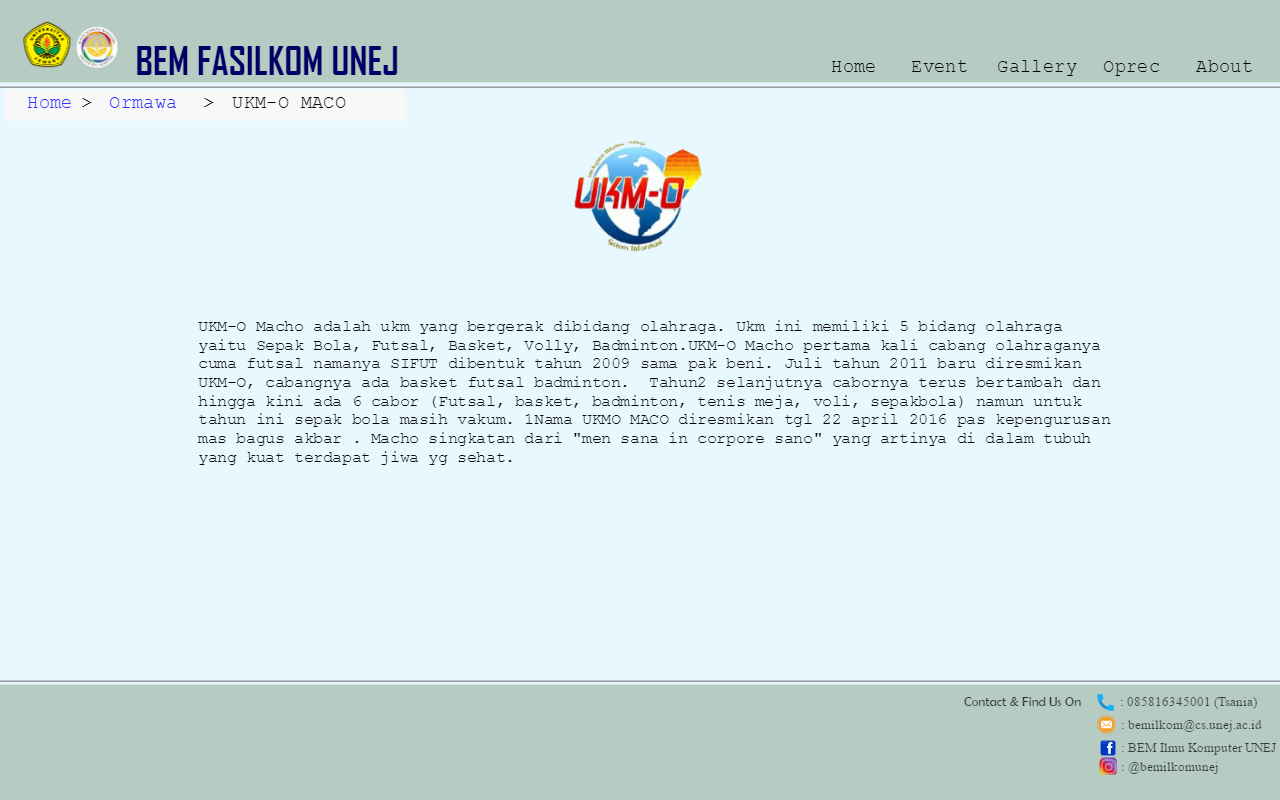 BEM FASILKOM UNEJ
Home Event Gallery Oprec About
Home > Ormawa > UKM-O MACO
UKM-O
Sistem Informasi
UKM-O Macho adalah ukm yang bergerak dibidang olahraga. Ukm ini memiliki 5 bidang olahraga
yaitu Sepak Bola, Futsal, Basket, Volly, Badminton.UKM-O Macho pertama kali cabang olahraganya
cuma futsal namanya SIFUT dibentuk tahun 2009 sama pak beni. Juli tahun 2011 baru diresmikan
UKM-O, cabangnya ada basket futsal badminton.  Tahun2 selanjutnya cabornya terus bertambah dan
hingga kini ada 6 cabor (Futsal, basket, badminton, tenis meja, voli, sepakbola) namun untuk
tahun ini sepak bola masih vakum. 1Nama UKMO MACO diresmikan tgl 22 april 2016 pas kepengurusan
mas bagus akbar . Macho singkatan dari "men sana in corpore sano" yang artinya di dalam tubuh
yang kuat terdapat jiwa yg sehat.
Contact & Find Us On : 085816345001 (Tsania)
: bemilkom@cs.unej.ac.id
: BEM Ilmu Komputer UNEJ
: @bemilkomunej